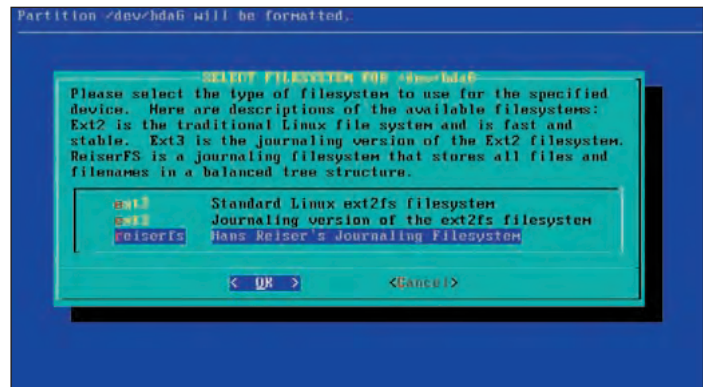 Partition /dev/hda6 will be formatted.
SELECT FILESYSTEM FOR /dev/hda6
Please select the type of filesystem to use for the specified
device. Here are descriptions of the available filesystems:
Ext2 is the traditional Linux file system and is fast and
stable. Ext3 is the journaling version of the Ext2 filesystem.
ReiserFS is a journaling filesystem that stores all files and
filenames in a balanced tree structure.
ext2 Standard Linux ext2fs filesystem
ext3 Journaling version of the ext2fs filesystem
reiserfs Hans Reiser's Journaling Filesystem
< OK > <Cancel>